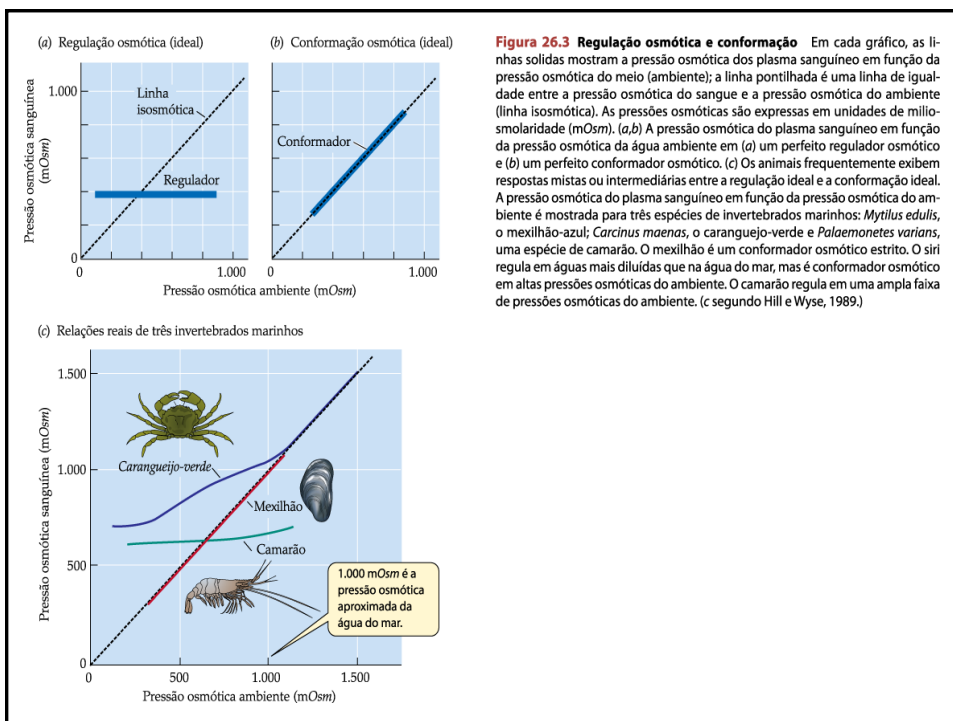 (a) Regulação osmótica (ideal)
Pressão osmótica sanguínea
(mOsm)
1.000
Linha
isosmótica
Regulador
0
0
1.000
(b) Conformação osmótica (ideal)
Conformador
0
1.000
Pressão osmótica ambiente (mOsm)
(c) Relações reais de três invertebrados marinhos
Pressão osmótica sanguínea (mOsm)
1.500
Carangueijo-verde
1.000
Mexilhão
Camarão
500
1.000 mOsm é a
pressão osmótica
aproximada da
água do mar.
0
0
500
1.000
1.500
Pressão osmótica ambiente (mOsm)
Figura 26.3 Regulação osmótica e conformação Em cada gráfico, as li-
nhas solidas mostram a pressão osmótica dos plasma sanguíneo em função da
pressão osmótica do meio (ambiente); a linha pontilhada é uma linha de igual-
dade entre a pressão osmótica do sangue e a pressão osmótica do ambiente
(linha isosmótica). As pressões osmóticas são expressas em unidades de milio-
smolaridade (mOsm). (a,b) A pressão osmótica do plasma sanguíneo em função
da pressão osmótica da água ambiente em (a) um perfeito regulador osmótico
e (b) um perfeito conformador osmótico. (c) Os animais frequentemente exibem
respostas mistas ou intermediárias entre a regulação ideal e a conformação ideal.
A pressão osmótica do plasma sanguíneo em função da pressão osmótica do am-
biente é mostrada para três espécies de invertebrados marinhos: Mytilus edulis,
o mexilhão-azul; Carcinus maenas, o caranguejo-verde e Palaemonetes varians,
uma espécie de camarão. O mexilhão é um conformador osmótico estrito. O siri
regula em águas mais diluídas que na água do mar, mas é conformador osmótico
em altas pressões osmóticas do ambiente. O camarão regula em uma ampla faixa
de pressões osmóticas do ambiente. (c segundo Hill e Wyse, 1989.)